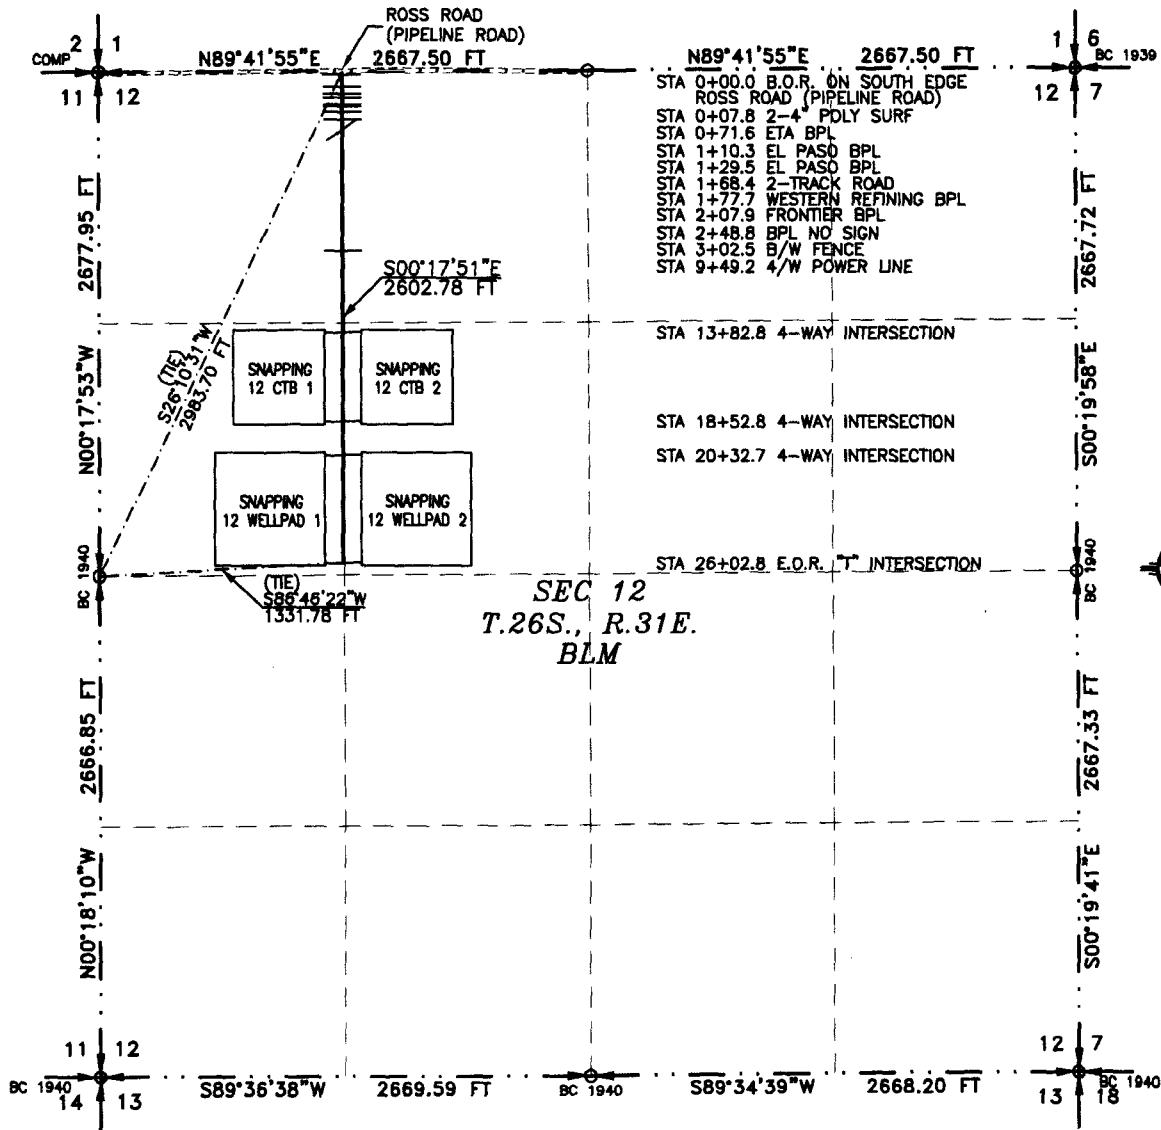 ROSS ROAD
(PIPELINE ROAD)
2 1
COMP
11 12
N89°41'55"E 2667.50 FT
N89°41'55"E 2667.50 FT
1 6
BC 1939
12 7
STA 0+00.0 B.O.R. ON SOUTH EDGE
ROSS ROAD (PIPELINE ROAD)
STA 0+07.8 2-4" POLY SURF
STA 0+71.6 ETA BPL
STA 1+10.3 EL PASO BPL
STA 1+29.5 EL PASO BPL
STA 1+68.4 2-TRACK ROAD
STA 1+77.7 WESTERN REFINING BPL
STA 2+07.9 FRONTIER BPL
STA 2+48.8 BPL NO SIGN
STA 3+02.5 B/W FENCE
STA 9+49.2 4/W POWER LINE
2677.95 FT
N00°17'53"W
S00°17'51"E
2602.78 FT
2667.72 FT
S00°19'58"E
(TIE)
S26°10'31"W
2983.70 FT
SNAPPING
12 CTB 1
SNAPPING
12 CTB 2
STA 13+82.8 4-WAY INTERSECTION
STA 18+52.8 4-WAY INTERSECTION
STA 20+32.7 4-WAY INTERSECTION
SNAPPING
12 WELLPAD 1
SNAPPING
12 WELLPAD 2
STA 26+02.8 E.O.R. "T" INTERSECTION
BC 1940
BC 1940
(TIE)
S86°46'22"W
1331.78 FT
SEC 12
T.26S., R.31E.
BLM
2666.85 FT
N00°18'10"W
2667.33 FT
S00°19'41"E
11 12
BC 1940
14 13
S89°36'38"W 2669.59 FT
BC 1940
S89°34'39"W 2668.20 FT
12 7
BC 1940
13 18